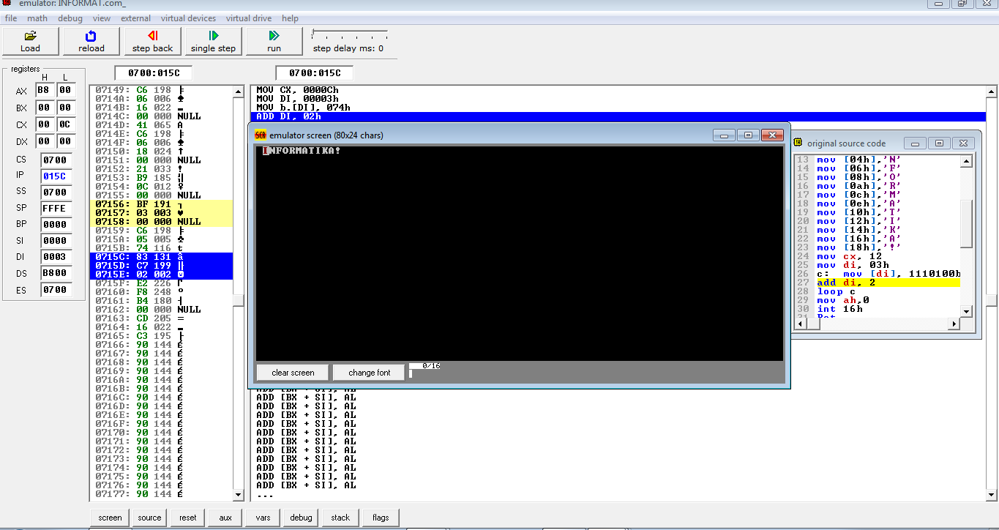 emulator: INFORMAT.com_
file math debug view external virtual devices virtual drive help
Load reload step back single step run step delay ms: 0
registers
H L
AX B8 00
BX 00 00
CX 00 0C
DX 00 00
CS 0700
IP 015C
SS 0700
SP FFFE
BP 0000
SI 0000
DI 0003
DS B800
ES 0700
0700:015C
07149: C6 198 ╞
0714A: 06 006 ♠
0714B: 16 022 ▬
0714C: 00 000 NULL
0714D: 41 065 A
0714E: C6 198 ╞
0714F: 06 006 ♠
07150: 18 024 ↑
07151: 00 000 NULL
07152: 21 033 !
07153: B9 185 ╣
07154: 0C 012 ♀
07155: 00 000 NULL
07156: BF 191 ┐
07157: 03 003 ♥
07158: 00 000 NULL
07159: C6 198 ╞
0715A: 05 005 ♣
0715B: 74 116 t
0715C: 83 131 â
0715D: C7 199 ╟
0715E: 02 002 ☻
0715F: E2 226 Γ
07160: F8 248 °
07161: B4 180 ┤
07162: 00 000 NULL
07163: CD 205 =
07164: 16 022 ▬
07165: C3 195 ├
07166: 90 144 É
07167: 90 144 É
07168: 90 144 É
07169: 90 144 É
0716A: 90 144 É
0716B: 90 144 É
0716C: 90 144 É
0716D: 90 144 É
0716E: 90 144 É
0716F: 90 144 É
07170: 90 144 É
07171: 90 144 É
07172: 90 144 É
07173: 90 144 É
07174: 90 144 É
07175: 90 144 É
07176: 90 144 É
07177: 90 144 É
0700:015C
MOV CX, 0000Ch
MOV DI, 00003h
MOV b.[DI], 074h
ADD DI, 02h
emulator screen (80x24 chars)
INFORMATIKA!
clear screen change font 0/16
original source code
13 mov [04h],'N'
14 mov [06h],'F'
15 mov [08h],'O'
16 mov [0ah],'R'
17 mov [0ch],'M'
18 mov [0eh],'A'
19 mov [10h],'T'
20 mov [12h],'I'
21 mov [14h],'K'
22 mov [16h],'A'
23 mov [18h],'!'
24 mov cx, 12
25 mov di, 03h
26 c: mov [di], 1110100b
27 add di, 2
28 loop c
29 mov ah,0
30 int 16h
31 Ret
ADD [BX + SI], AL
ADD [BX + SI], AL
ADD [BX + SI], AL
ADD [BX + SI], AL
ADD [BX + SI], AL
ADD [BX + SI], AL
ADD [BX + SI], AL
ADD [BX + SI], AL
ADD [BX + SI], AL
ADD [BX + SI], AL
ADD [BX + SI], AL
ADD [BX + SI], AL
...
screen source reset aux vars debug stack flags